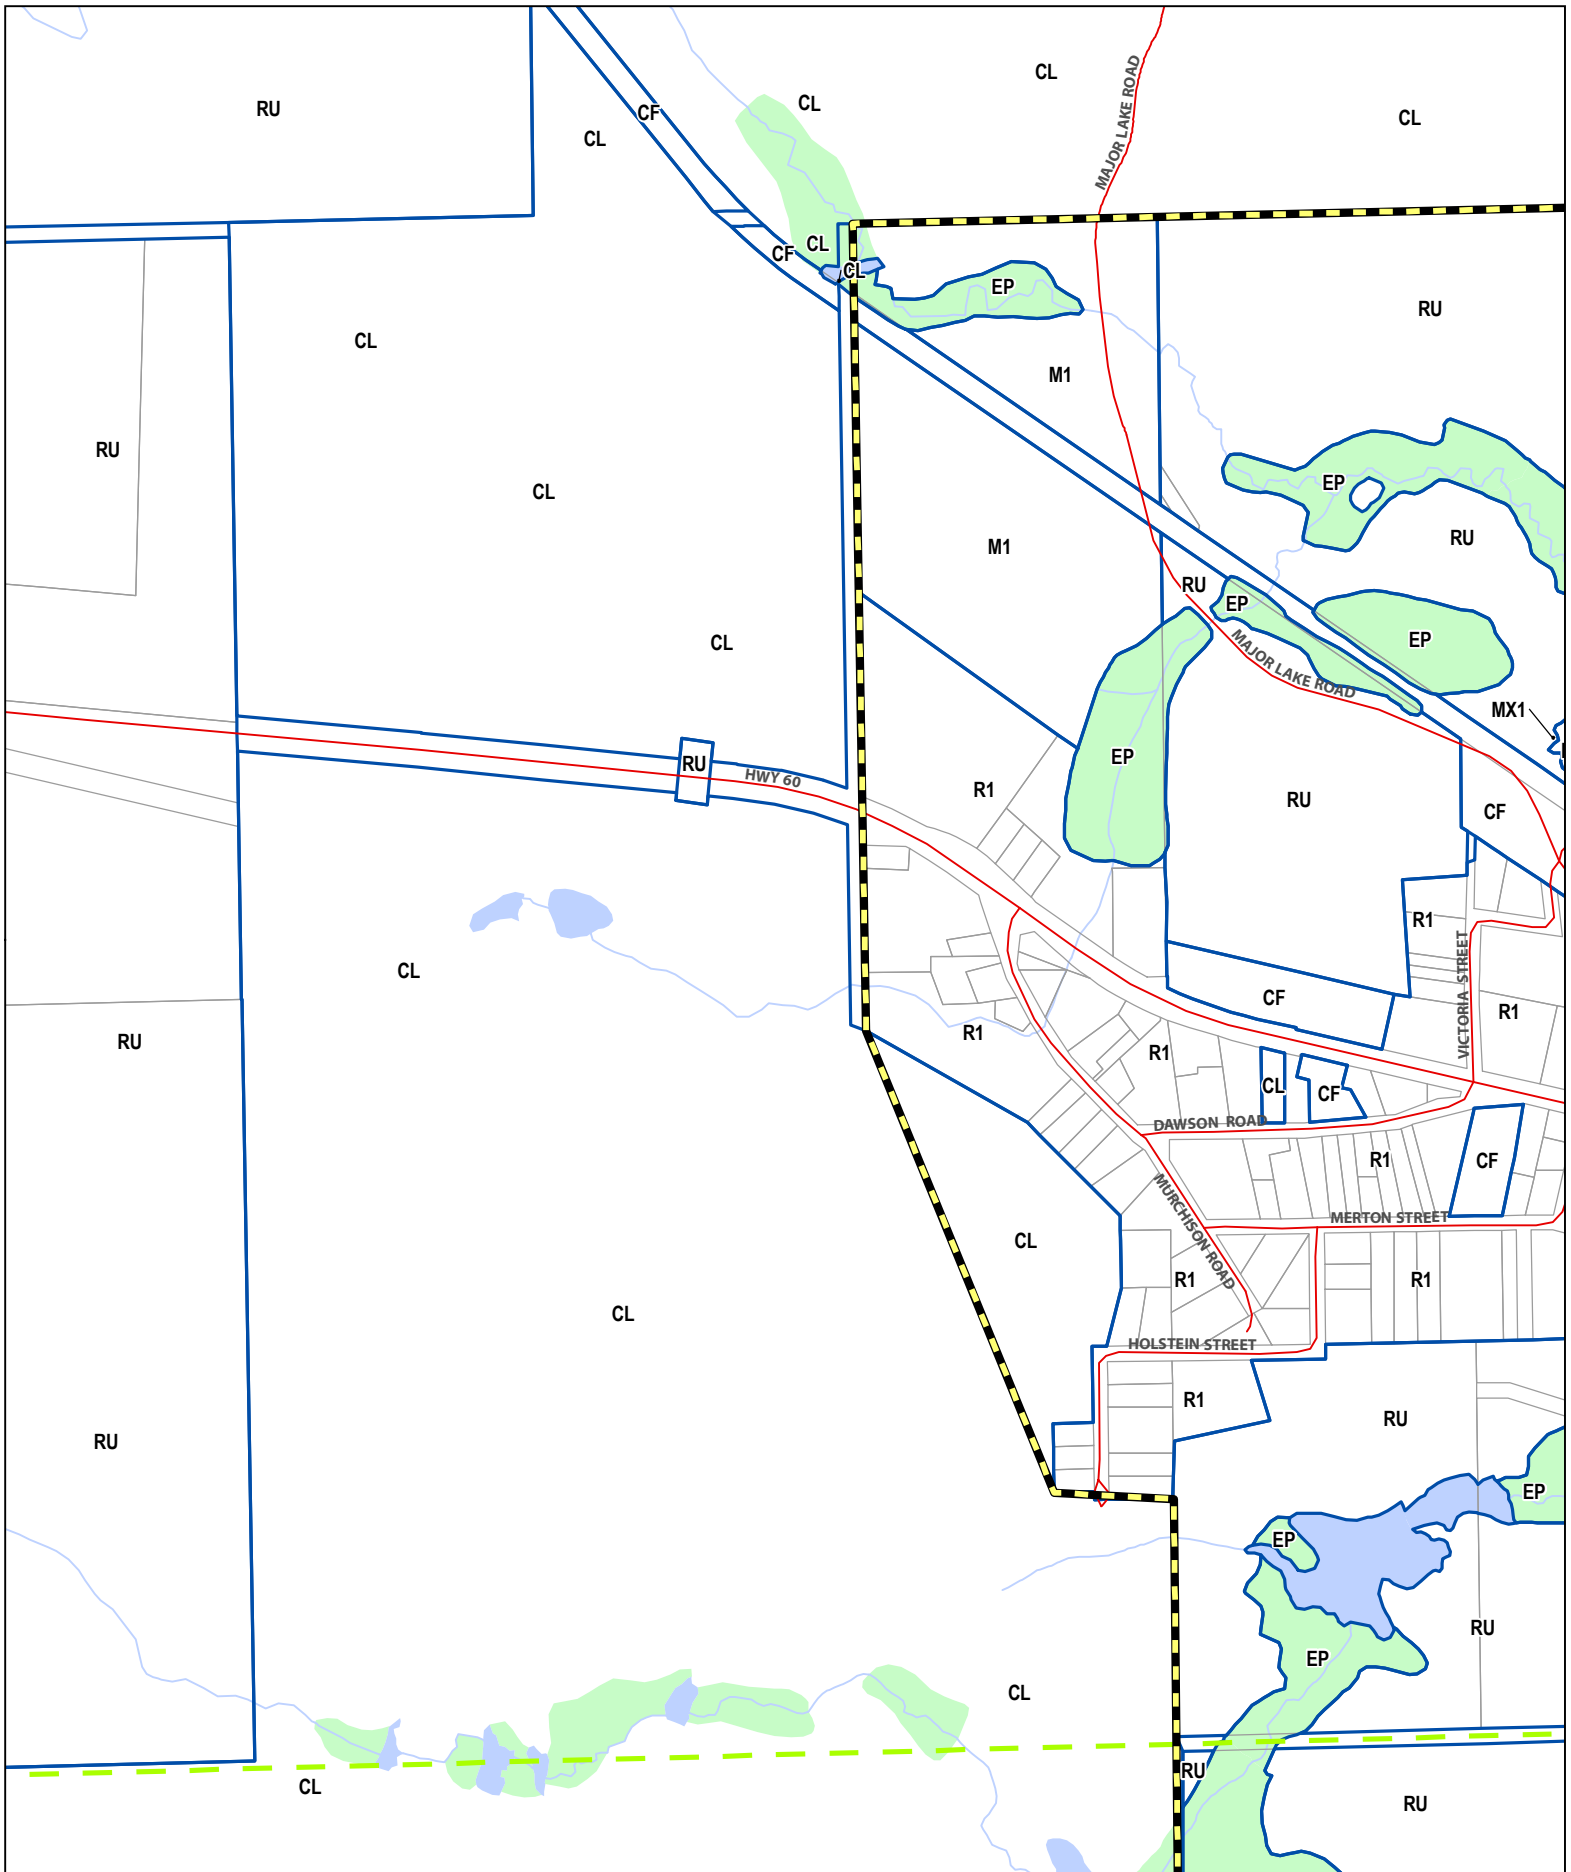 CL
MAJOR LAKE ROAD
CL
RU
CF
CL
CL
CL
CF
CL
EP
RU
CL
M1
RU
EP
CL
RU
M1
RU
EP
EP
CL
MAJOR LAKE ROAD
MX1
RU
HWY 60
EP
R1
RU
CF
R1
CL
VICTORIA STREET
CF
R1
R1
RU
R1
CL
CF
DAWSON ROAD
R1
CF
MURCHISON ROAD
MERTON STREET
CL
R1
R1
CL
HOLSTEIN STREET
R1
RU
RU
EP
EP
RU
EP
CL
RU
CL
RU